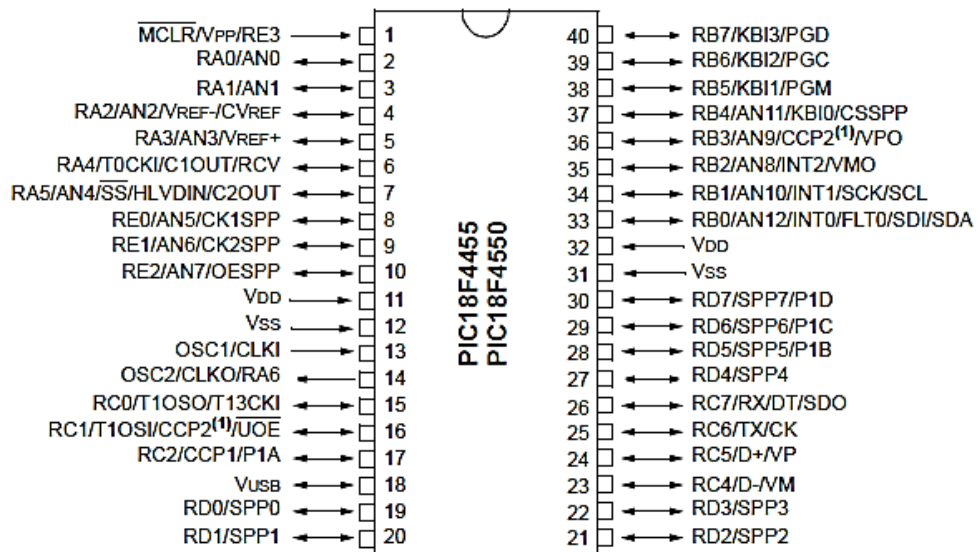 MCLR/VPP/RE3 1 40 RB7/KBI3/PGD
RA0/AN0 2 39 RB6/KBI2/PGC
RA1/AN1 3 38 RB5/KBI1/PGM
RA2/AN2/VREF-/CVREF 4 37 RB4/AN11/KBI0/CSSPP
RA3/AN3/VREF+ 5 36 RB3/AN9/CCP2(1)/VPO
RA4/T0CKI/C1OUT/RCV 6 35 RB2/AN8/INT2/VMO
RA5/AN4/SS/HLVDIN/C2OUT 7 34 RB1/AN10/INT1/SCK/SCL
RE0/AN5/CK1SPP 8 33 RB0/AN12/INT0/FLT0/SDI/SDA
RE1/AN6/CK2SPP 9 32 VDD
RE2/AN7/OESPP 10 31 VSS
VDD 11 30 RD7/SPP7/P1D
VSS 12 29 RD6/SPP6/P1C
OSC1/CLKI 13 28 RD5/SPP5/P1B
OSC2/CLKO/RA6 14 27 RD4/SPP4
RC0/T1OSO/T13CKI 15 26 RC7/RX/DT/SDO
RC1/T1OSI/CCP2(1)/UOE 16 25 RC6/TX/CK
RC2/CCP1/P1A 17 24 RC5/D+/VP
VUSB 18 23 RC4/D-/VM
RD0/SPP0 19 22 RD3/SPP3
RD1/SPP1 20 21 RD2/SPP2
PIC18F4455
PIC18F4550